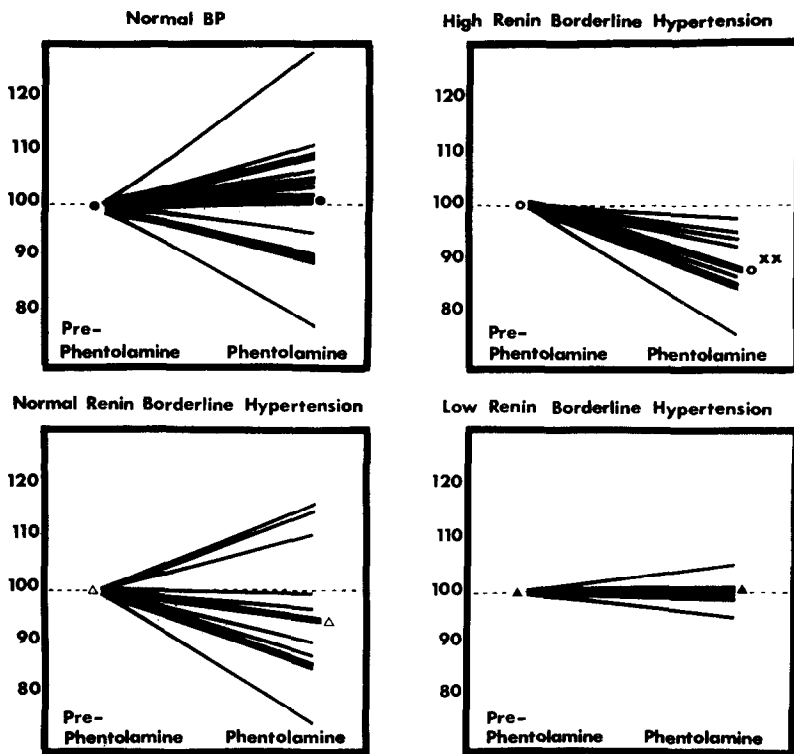 Normal BP
120
110
100
90
80
Pre-
Phentolamine Phentolamine
High Renin Borderline Hypertension
120
110
100
90
80
xx
Pre-
Phentolamine Phentolamine
Normal Renin Borderline Hypertension
120
110
100
90
80
Pre-
Phentolamine Phentolamine
Low Renin Borderline Hypertension
120
110
100
90
80
Pre-
Phentolamine Phentolamine